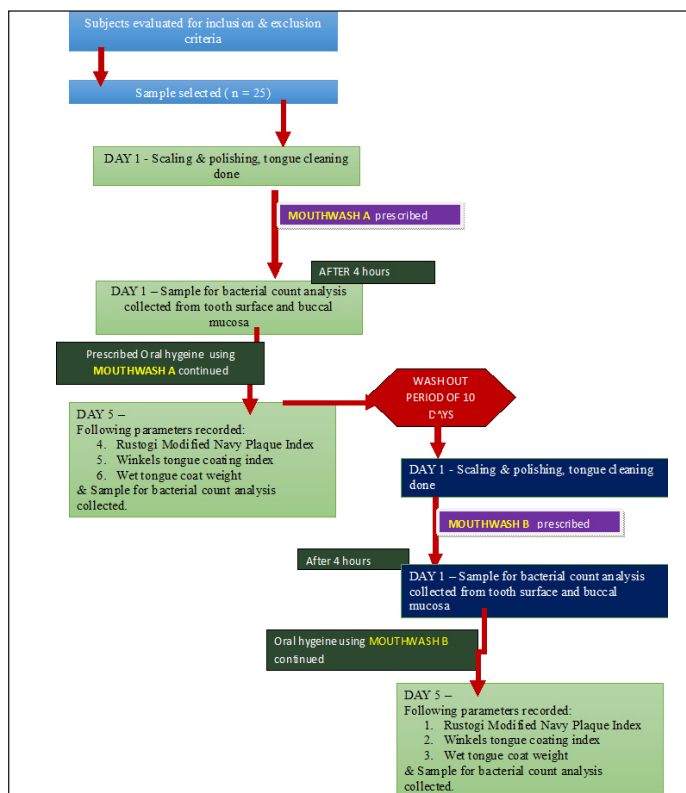 Subjects evaluated for inclusion & exclusion
criteria
Sample selected ( n = 25)
DAY 1 - Scaling & polishing, tongue cleaning
done
MOUTHWASH A prescribed
AFTER 4 hours
DAY 1 – Sample for bacterial count analysis
collected from tooth surface and buccal
mucosa
Prescribed Oral hygeine using
MOUTHWASH A continued
WASH OUT
PERIOD OF 10
DAYS
DAY 5 –
Following parameters recorded:
4. Rustogi Modified Navy Plaque Index
5. Winkels tongue coating index
6. Wet tongue coat weight
& Sample for bacterial count analysis
collected.
DAY 1 - Scaling & polishing, tongue cleaning
done
MOUTHWASH B prescribed
After 4 hours
DAY 1 – Sample for bacterial count analysis
collected from tooth surface and buccal
mucosa
Oral hygeine using MOUTHWASH B
continued
DAY 5 –
Following parameters recorded:
1. Rustogi Modified Navy Plaque Index
2. Winkels tongue coating index
3. Wet tongue coat weight
& Sample for bacterial count analysis
collected.